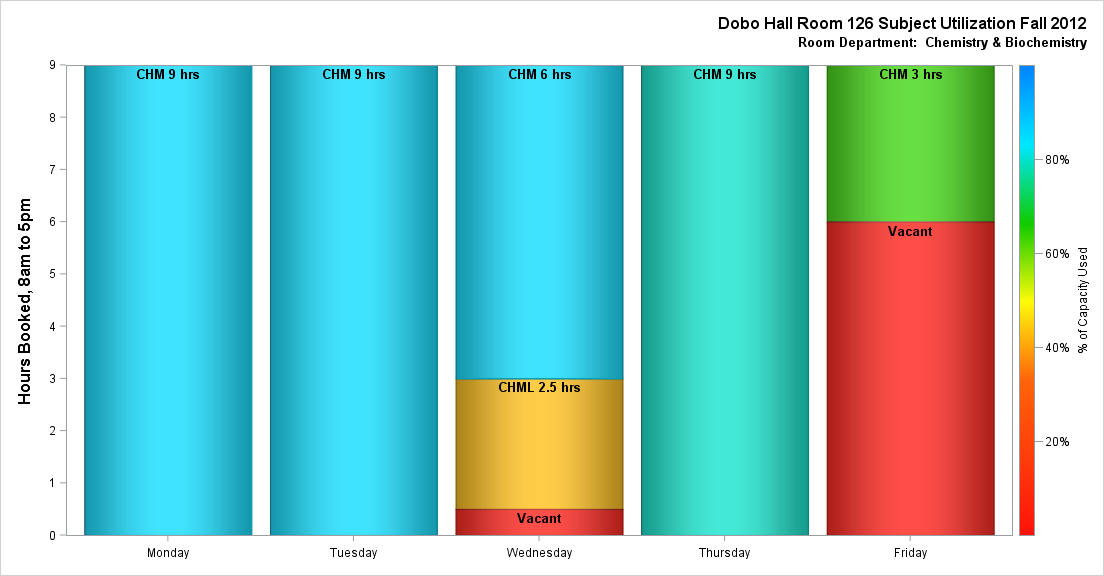 Dobo Hall Room 126 Subject Utilization Fall 2012
Room Department:  Chemistry & Biochemistry
Hours Booked, 8am to 5pm
9
8
7
6
5
4
3
2
1
0
CHM 9 hrs
CHM 9 hrs
CHM 6 hrs
CHML 2.5 hrs
Vacant
CHM 9 hrs
CHM 3 hrs
Vacant
Monday
Tuesday
Wednesday
Thursday
Friday
80%
60%
40%
20%
% of Capacity Used